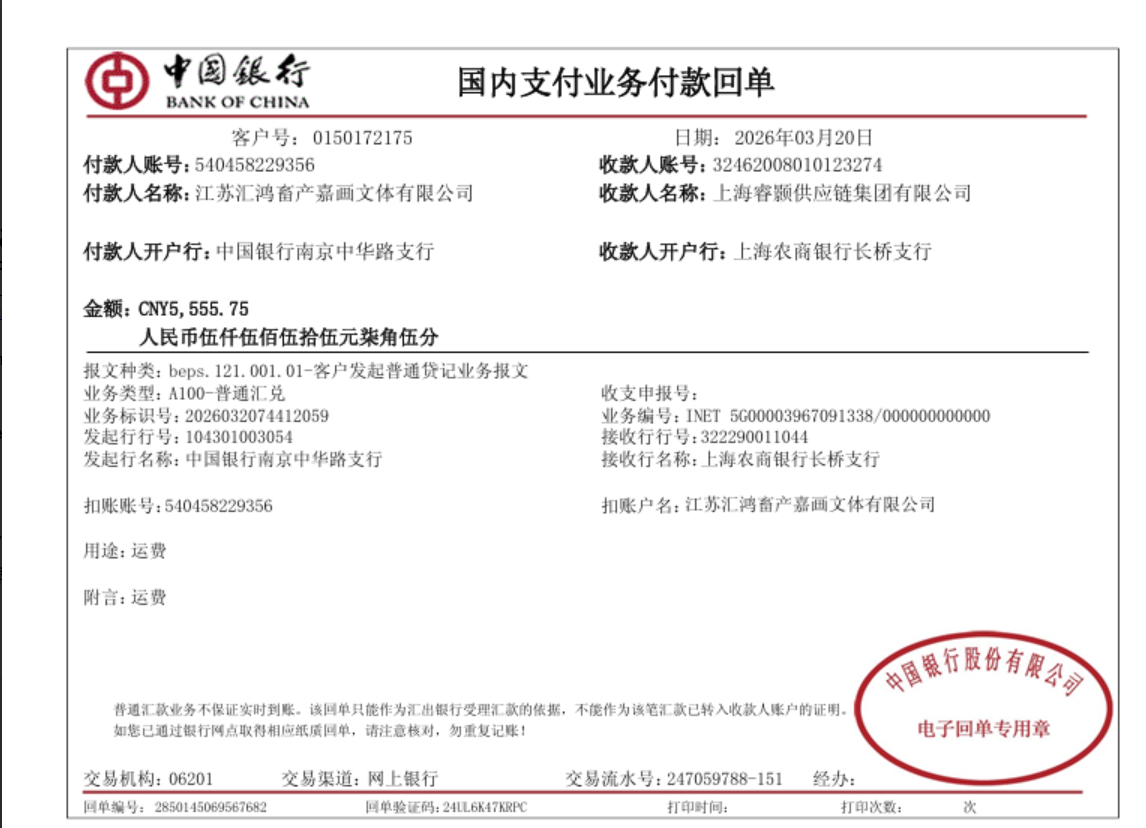 中国銀行
BANK OF CHINA
国内支付业务付款回单
客户号: 0150172175 日期: 2026年03月20日
付款人账号: 540458229356 收款人账号: 32462008010123274
付款人名称: 江苏汇鸿畜产嘉画文体有限公司 收款人名称: 上海睿颢供应链集团有限公司
付款人开户行: 中国银行南京中华路支行 收款人开户行: 上海农商银行长桥支行
金额: CNY5,555.75
人民币伍仟伍佰伍拾伍元柒角伍分
报文种类: beps.121.001.01-客户发起普通贷记业务报文
业务类型: A100-普通汇兑 收支申报号:
业务标识号: 2026032074412059 业务编号: INET 5G00003967091338/000000000000
发起行行号: 104301003054 接收行行号: 322290011044
发起行名称: 中国银行南京中华路支行 接收行名称: 上海农商银行长桥支行
扣账账号: 540458229356 扣账户名: 江苏汇鸿畜产嘉画文体有限公司
用途: 运费
附言: 运费
中国银行股份有限公司
电子回单专用章
普通汇款业务不保证实时到账。该回单只能作为汇出银行受理汇款的依据，不能作为该笔汇款已转入收款人账户的证明。
如您已通过银行网点取得相应纸质回单，请注意核对，勿重复记账!
交易机构: 06201 交易渠道: 网上银行 交易流水号: 247059788-151 经办:
回单编号: 2850145069567682 回单验证码: 24UL6K47KRPC 打印时间: 打印次数: 次